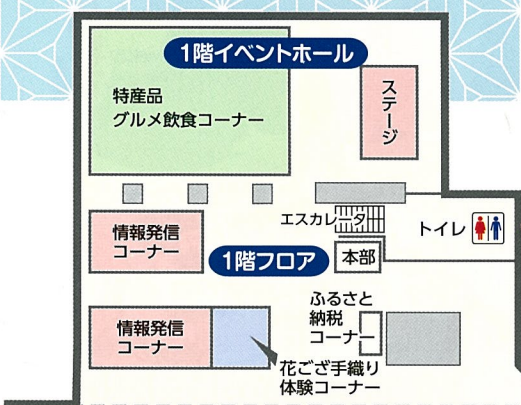 1階イベントホール
特産品
グルメ飲食コーナー
ステージ
エスカレータ
トイレ
情報発信
コーナー
1階フロア
本部
情報発信
コーナー
ふるさと
納税
コーナー
花ござ手織り
体験コーナー